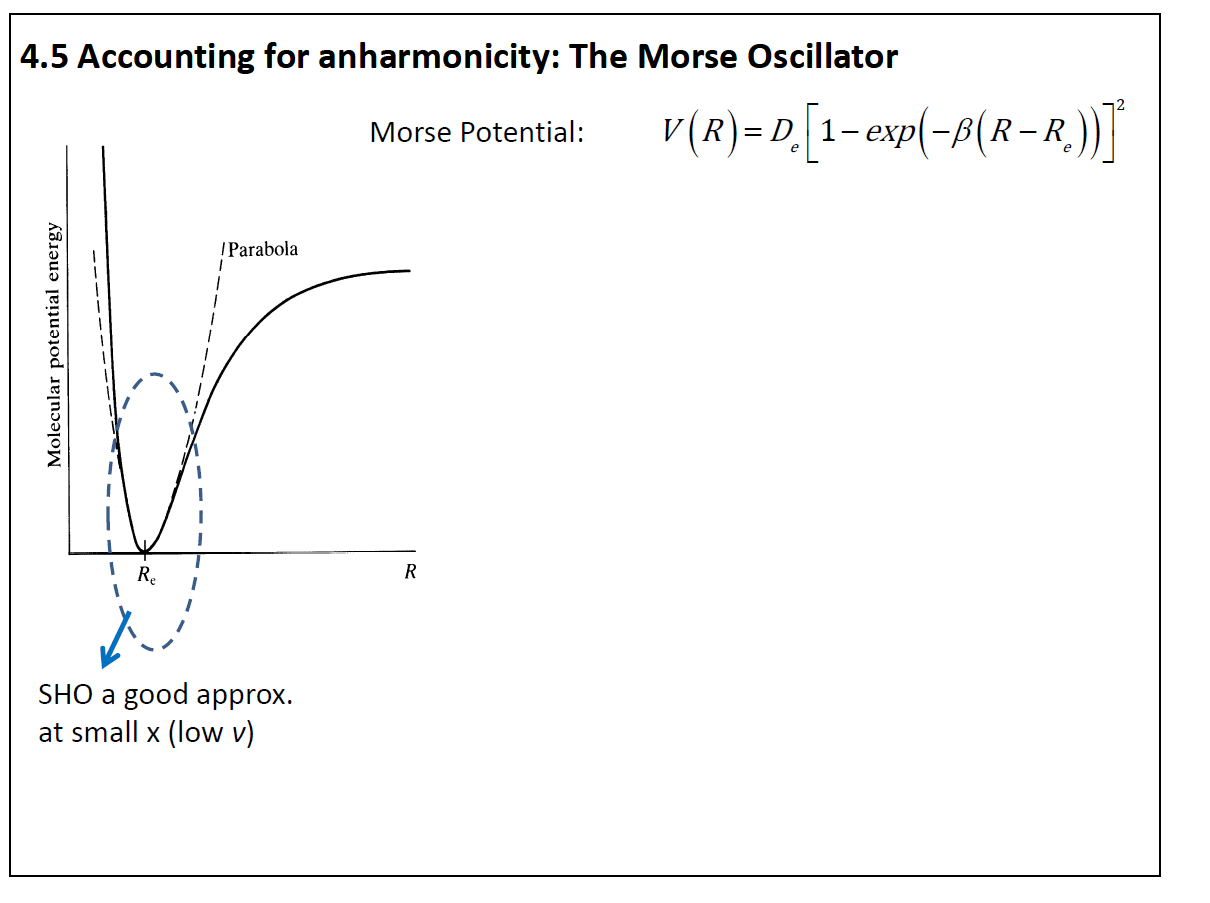 4.5 Accounting for anharmonicity: The Morse Oscillator
Morse Potential: V(R) = Dₑ[1 − exp(−β(R − Rₑ))]²
Molecular potential energy
Parabola
Rₑ
R
SHO a good approx.
at small x (low v)